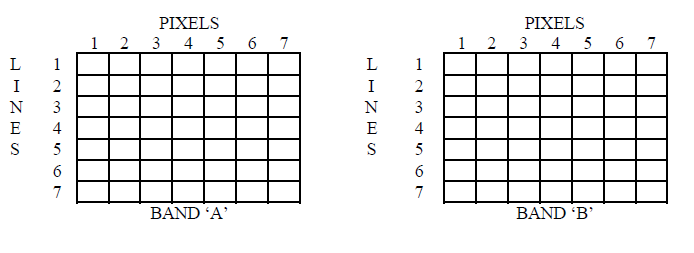 PIXELS
1 2 3 4 5 6 7
L 1
I 2
N 3
E 4
S 5
6
7
BAND ‘A’
PIXELS
1 2 3 4 5 6 7
L 1
I 2
N 3
E 4
S 5
6
7
BAND ‘B’